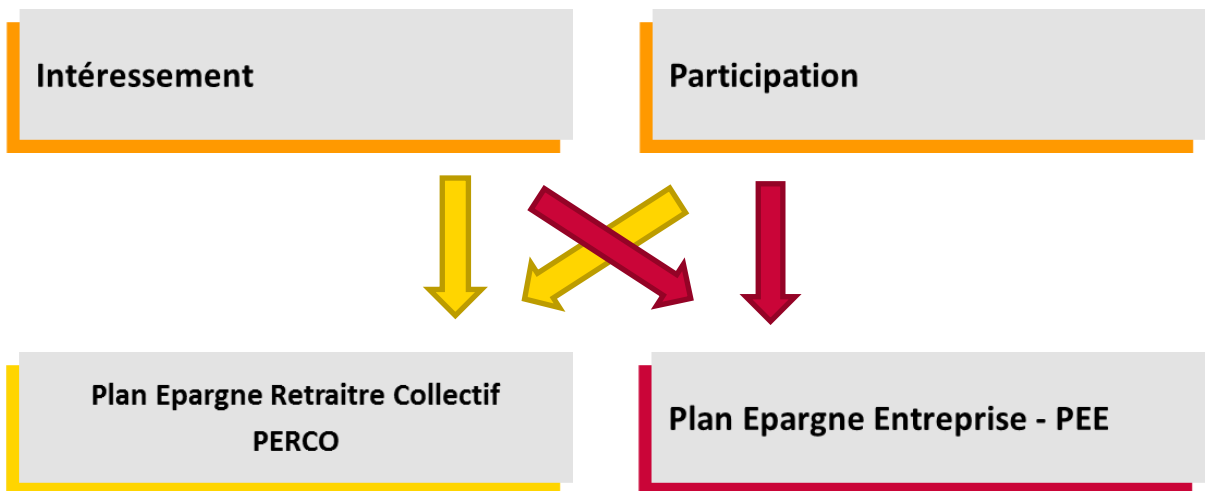 Intéressement
Participation
Plan Epargne Retraitre Collectif
PERCO
Plan Epargne Entreprise - PEE